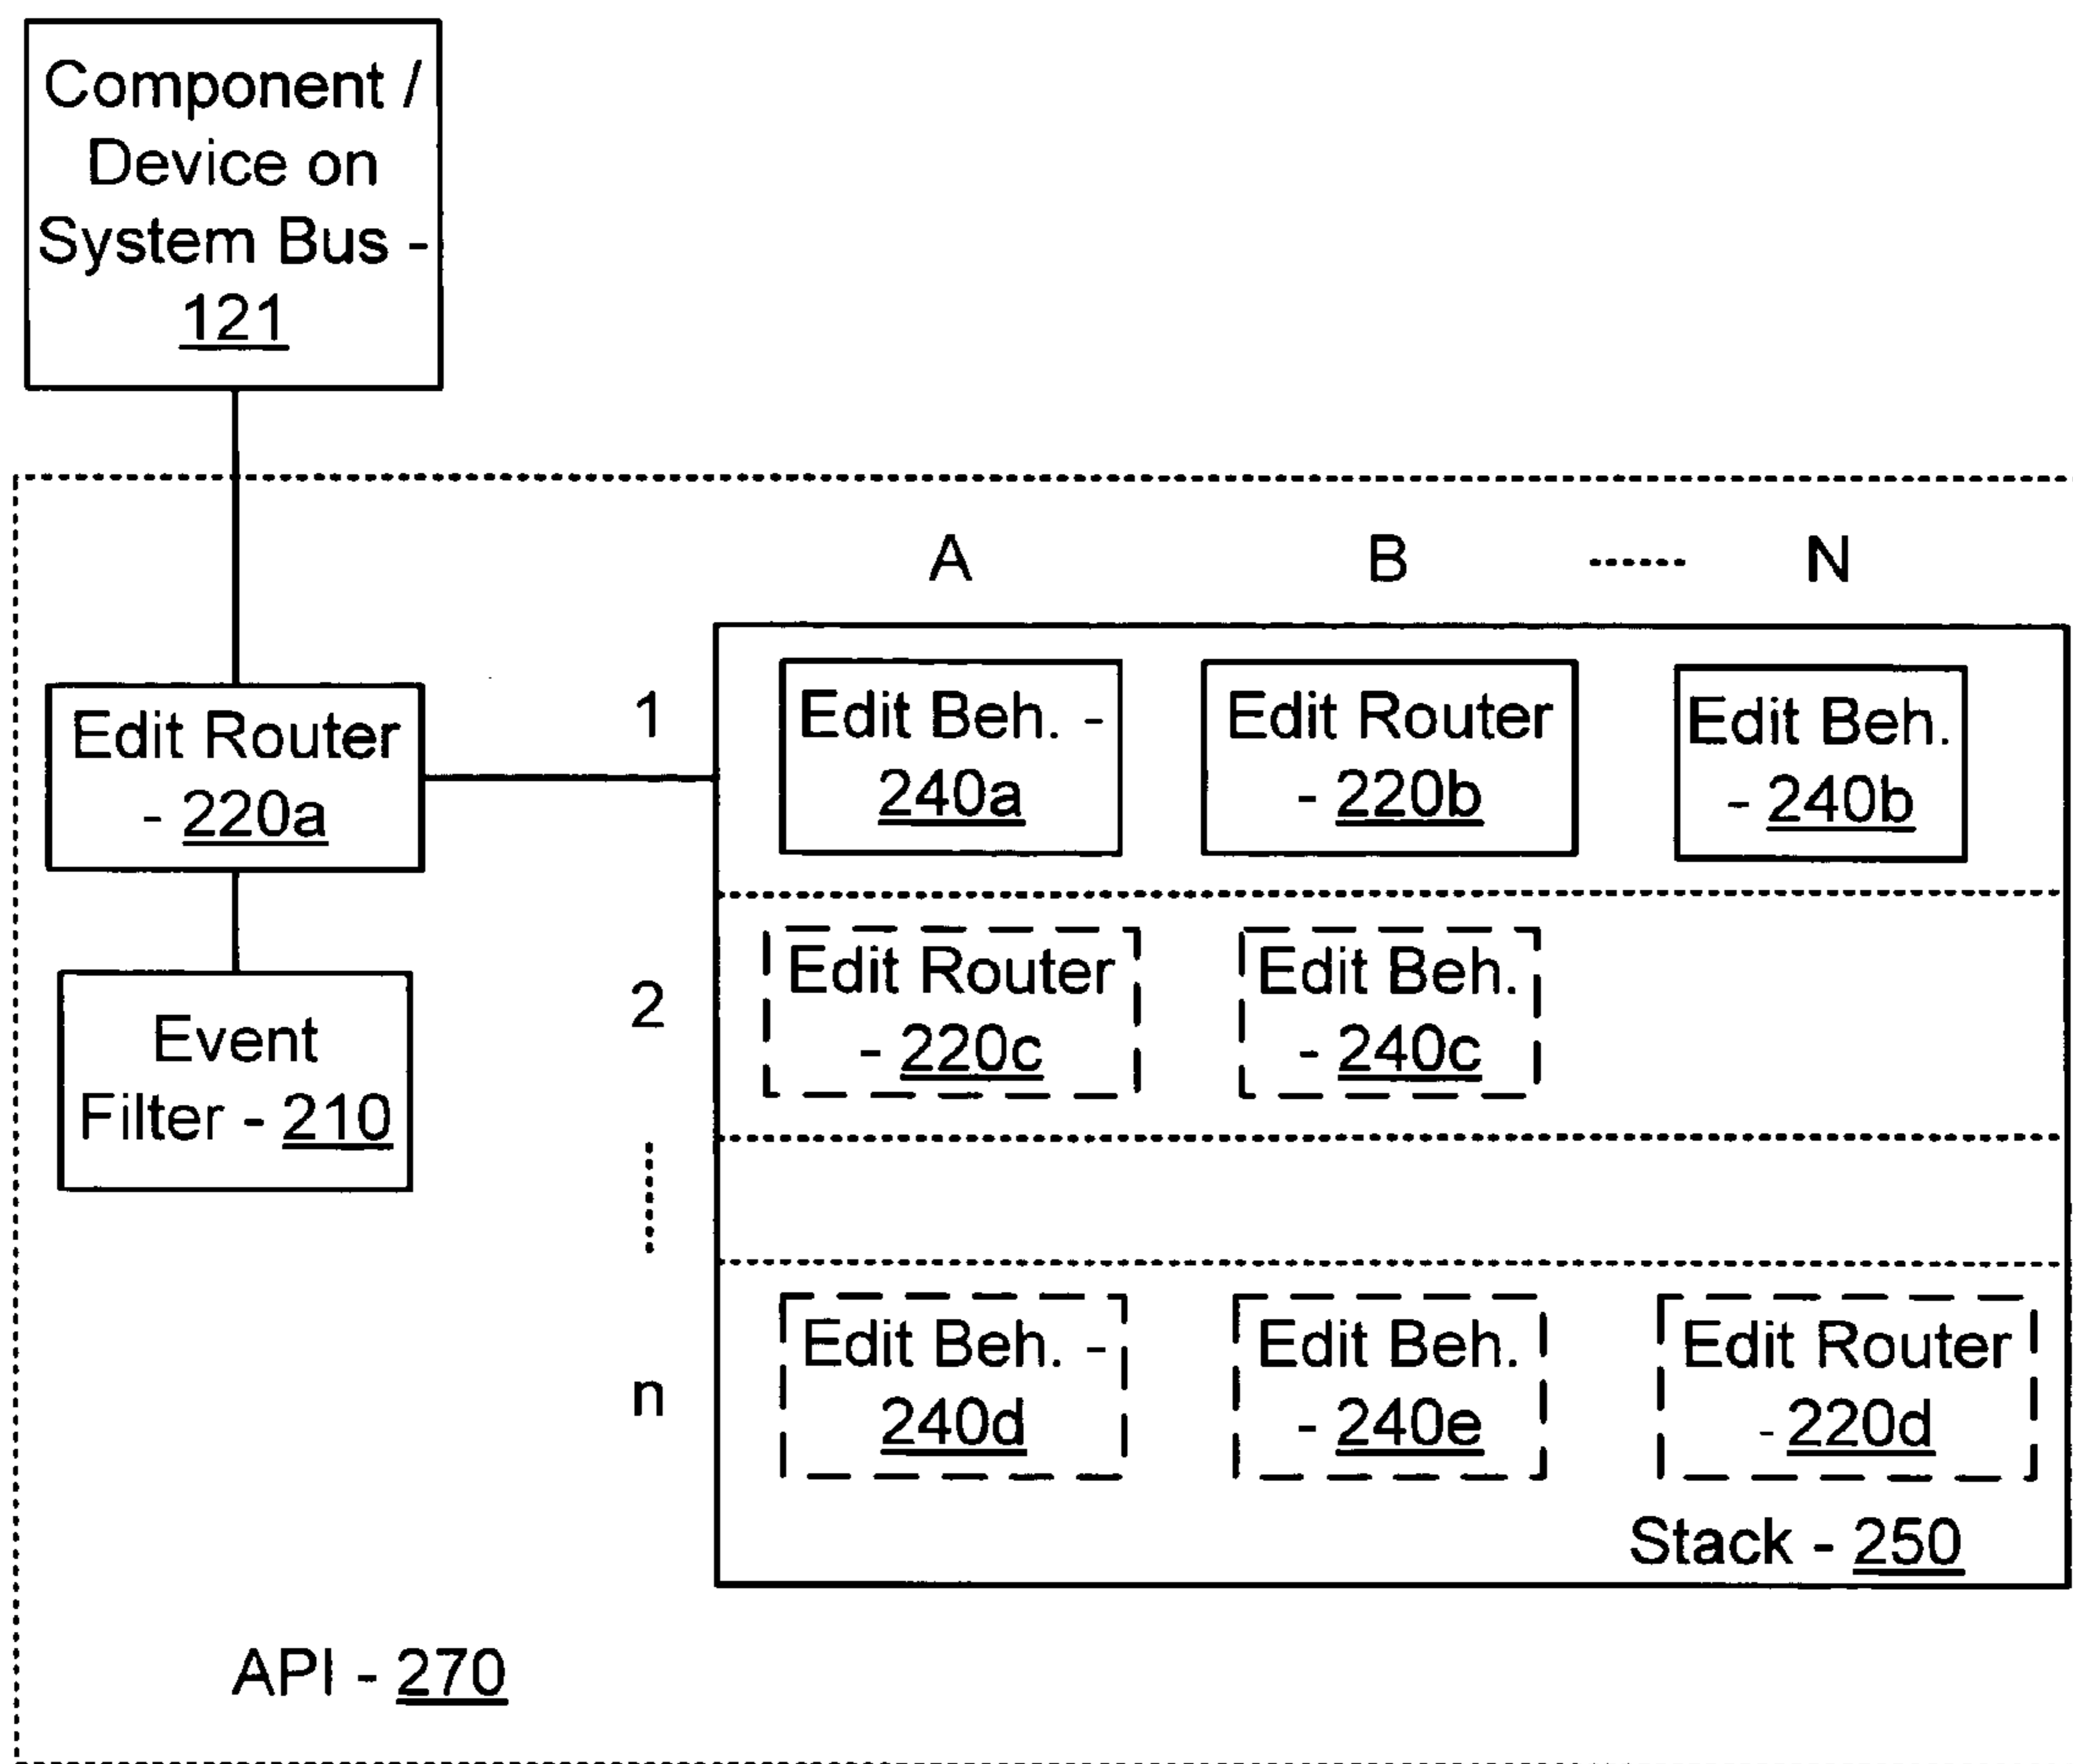 Component /
Device on
System Bus -
121
A B N
1
Edit Router
- 220a
Edit Beh. -
240a
Edit Router
- 220b
Edit Beh.
- 240b
2
Edit Router
- 220c
Edit Beh.
- 240c
Event
Filter - 210
n
Edit Beh. -
240d
Edit Beh.
- 240e
Edit Router
- 220d
Stack - 250
API - 270